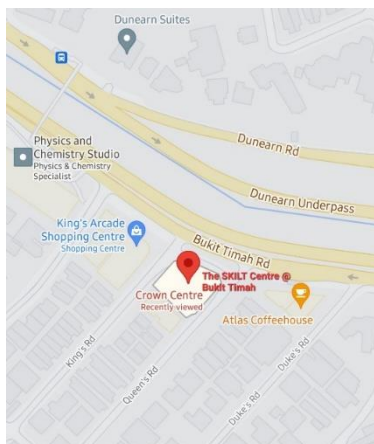 Dunearn Suites
Dunearn Rd
Physics and
Chemistry Studio
Physics & Chemistry
Specialist
Dunearn Underpass
King's Arcade
Shopping Centre
Shopping Centre
Bukit Timah Rd
The SKILT Centre @
Bukit Timah
Crown Centre
Recently viewed
Atlas Coffeehouse
King's Rd
Queen's Rd
Duke's Rd
Duke's Rd